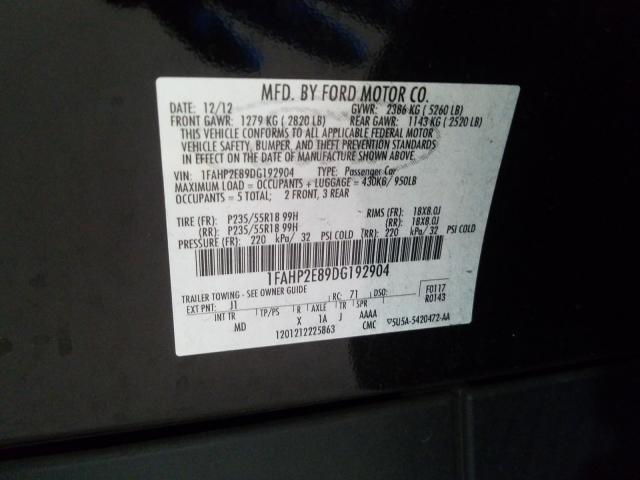 MFD. BY FORD MOTOR CO.
DATE: 12/12 GVWR: 2386 KG ( 5260 LB)
FRONT GAWR: 1279 KG ( 2820 LB) REAR GAWR: 1143 KG ( 2520 LB)
THIS VEHICLE CONFORMS TO ALL APPLICABLE FEDERAL MOTOR
VEHICLE SAFETY, BUMPER, AND THEFT PREVENTION STANDARDS
IN EFFECT ON THE DATE OF MANUFACTURE SHOWN ABOVE.
VIN: 1FAHP2E89DG192904 TYPE: Passenger Car
MAXIMUM LOAD = OCCUPANTS + LUGGAGE = 430KG/ 950LB
OCCUPANTS = 5 TOTAL: 2 FRONT, 3 REAR
TIRE (FR): P235/55R18 99H RIMS (FR): 18X8.0J
(RR): P235/55R18 99H (RR): 18X8.0J
PRESSURE (FR): 220 kPa/ 32 PSI COLD (RR) 220 kPa/ 32 PSI COLD
1FAHP2E89DG192904
TRAILER TOWING - SEE OWNER GUIDE
EXT PNT: J1 RC: 71 DSO: F0117
R0143
INT TR TP/PS R AXLE TR SPR
MD X 1A J AAAA
1201212225863 CMC ▽5U5A-5420472-AA